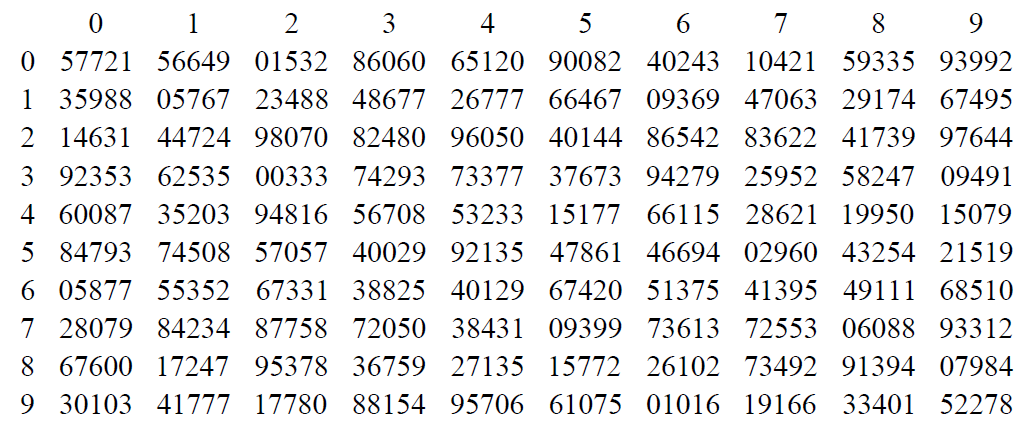 0 1 2 3 4 5 6 7 8 9
0 57721 56649 01532 86060 65120 90082 40243 10421 59335 93992
1 35988 05767 23488 48677 26777 66467 09369 47063 29174 67495
2 14631 44724 98070 82480 96050 40144 86542 83622 41739 97644
3 92353 62535 00333 74293 73377 37673 94279 25952 58247 09491
4 60087 35203 94816 56708 53233 15177 66115 28621 19950 15079
5 84793 74508 57057 40029 92135 47861 46694 02960 43254 21519
6 05877 55352 67331 38825 40129 67420 51375 41395 49111 68510
7 28079 84234 87758 72050 38431 09399 73613 72553 06088 93312
8 67600 17247 95378 36759 27135 15772 26102 73492 91394 07984
9 30103 41777 17780 88154 95706 61075 01016 19166 33401 52278